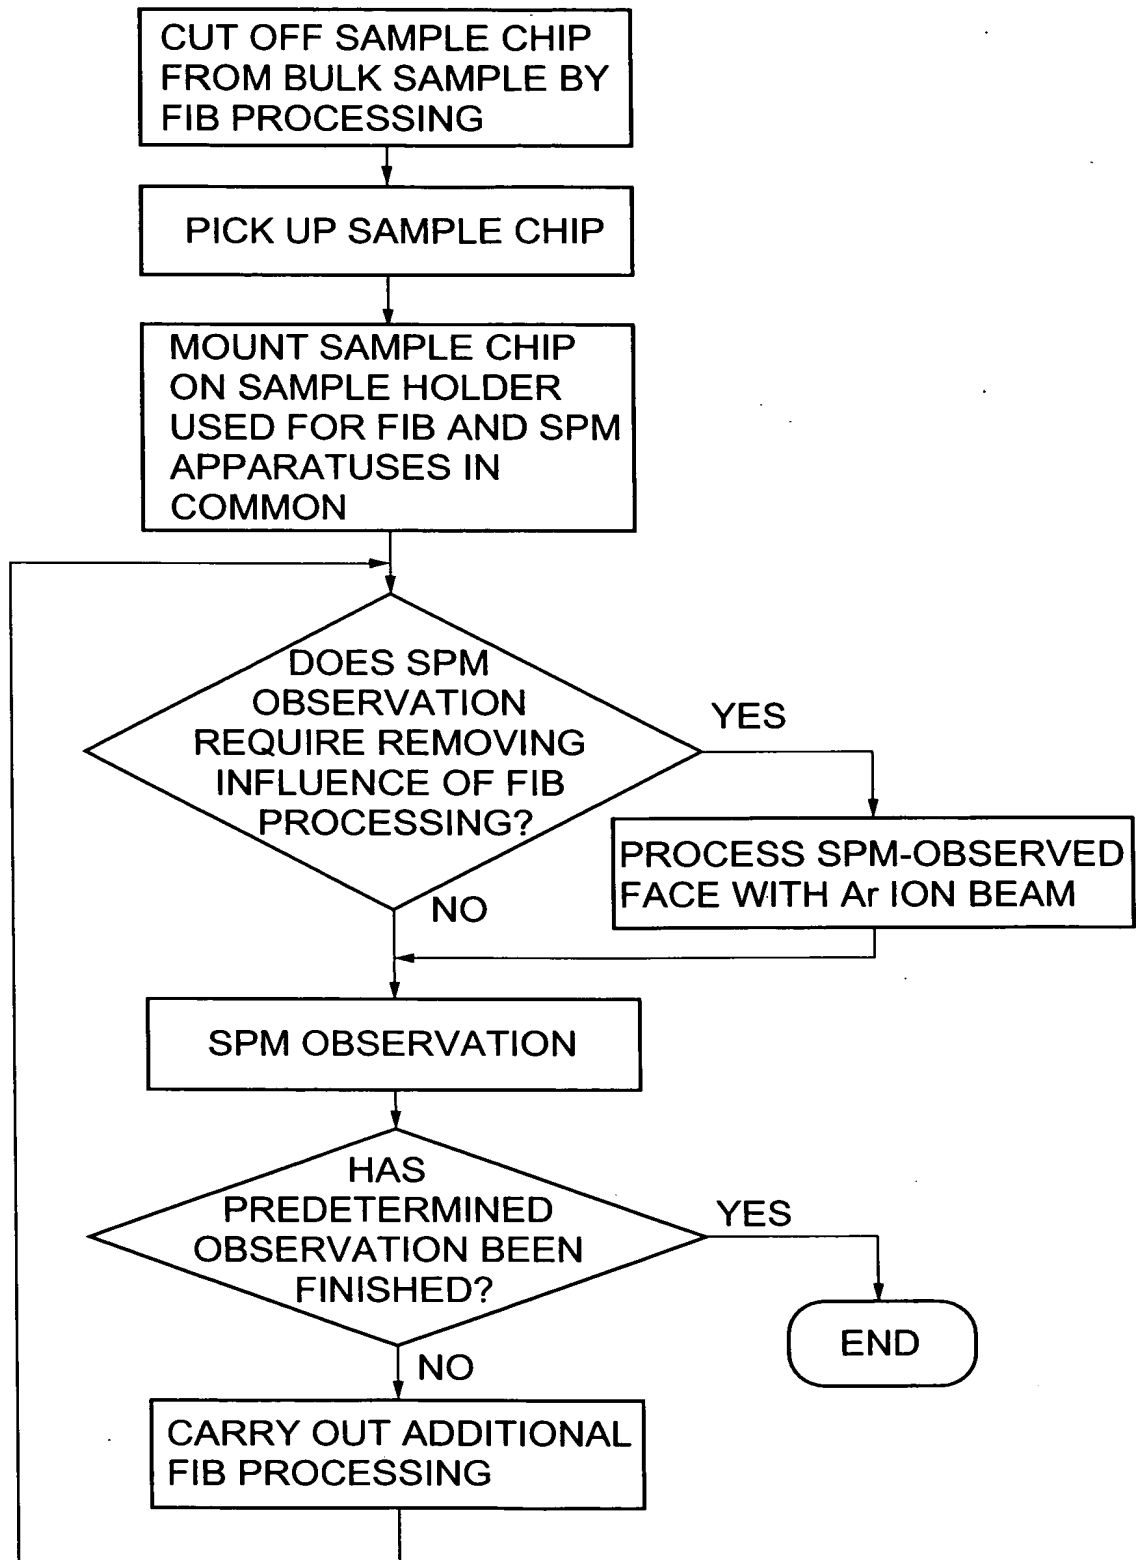 CUT OFF SAMPLE CHIP
FROM BULK SAMPLE BY
FIB PROCESSING
PICK UP SAMPLE CHIP
MOUNT SAMPLE CHIP
ON SAMPLE HOLDER
USED FOR FIB AND SPM
APPARATUSES IN
COMMON
DOES SPM
OBSERVATION
REQUIRE REMOVING
INFLUENCE OF FIB
PROCESSING?
YES
PROCESS SPM-OBSERVED
FACE WITH Ar ION BEAM
NO
SPM OBSERVATION
HAS
PREDETERMINED
OBSERVATION BEEN
FINISHED?
YES
END
NO
CARRY OUT ADDITIONAL
FIB PROCESSING